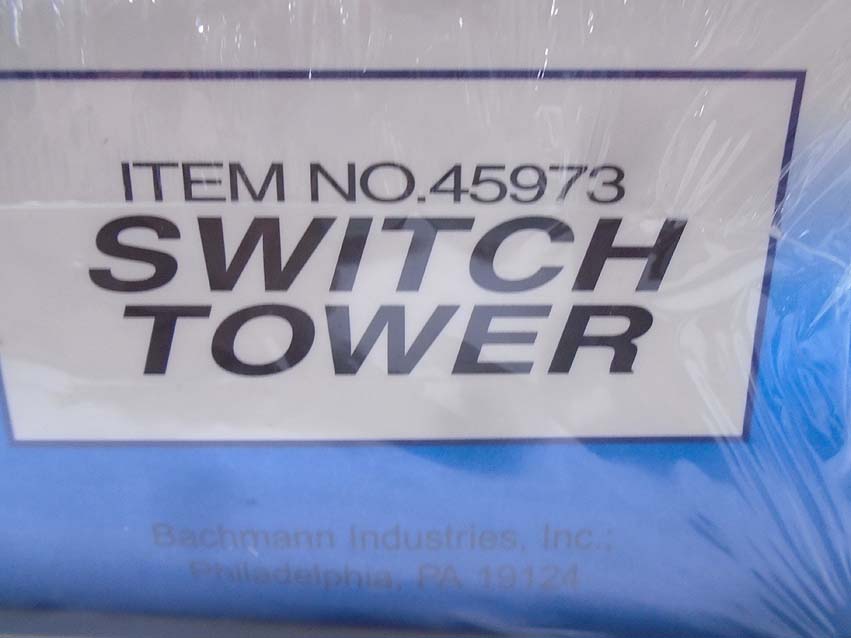 ITEM NO.45973
SWITCH
TOWER
Bachmann Industries, Inc.;
Philadelphia, PA 19124